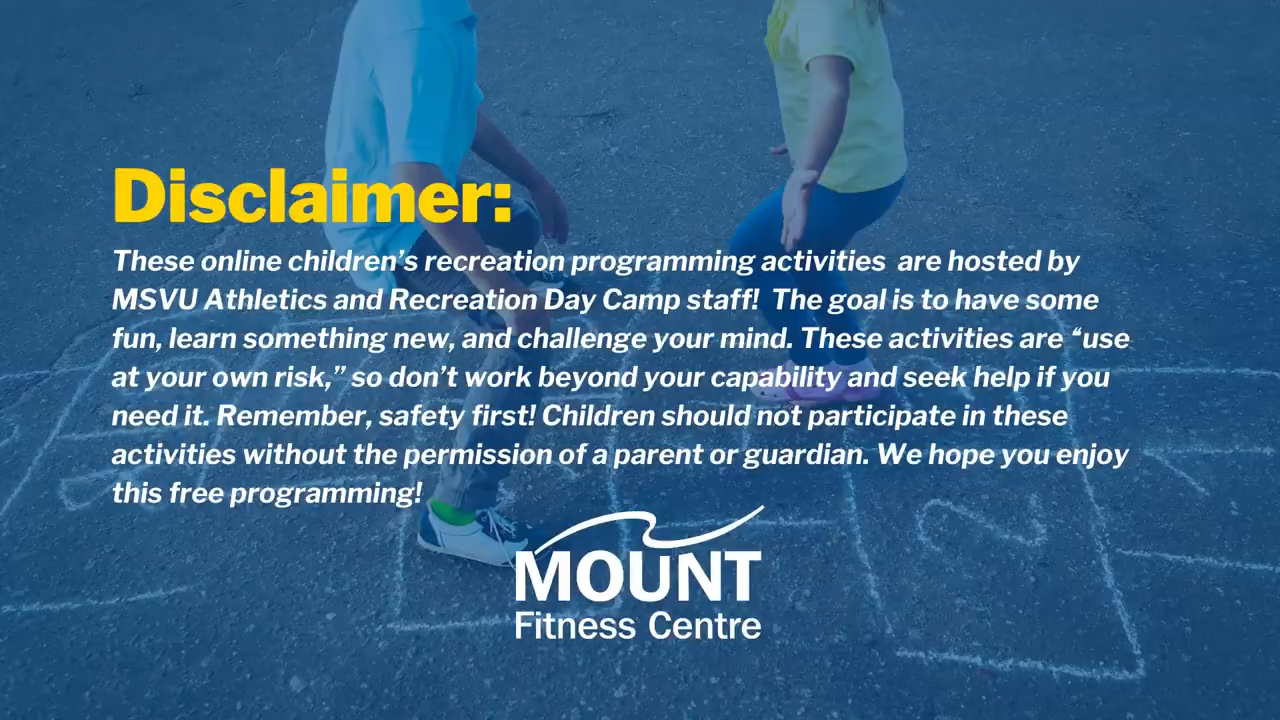 Disclaimer:
These online children’s recreation programming activities are hosted by
MSVU Athletics and Recreation Day Camp staff! The goal is to have some
fun, learn something new, and challenge your mind. These activities are “use
at your own risk,” so don’t work beyond your capability and seek help if you
need it. Remember, safety first! Children should not participate in these
activities without the permission of a parent or guardian. We hope you enjoy
this free programming!
2
MOUNT
Fitness Centre